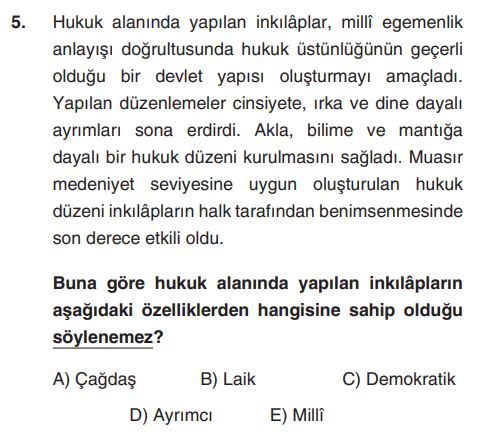 5. Hukuk alanında yapılan inkılâplar, millî egemenlik
anlayışı doğrultusunda hukuk üstünlüğünün geçerli
olduğu bir devlet yapısı oluşturmayı amaçladı.
Yapılan düzenlemeler cinsiyete, ırka ve dine dayalı
ayrımları sona erdirdi. Akla, bilime ve mantığa
dayalı bir hukuk düzeni kurulmasını sağladı. Muasır
medeniyet seviyesine uygun oluşturulan hukuk
düzeni inkılâpların halk tarafından benimsenmesinde
son derece etkili oldu.
Buna göre hukuk alanında yapılan inkılâpların
aşağıdaki özelliklerden hangisine sahip olduğu
söylenemez?
A) Çağdaş B) Laik C) Demokratik
D) Ayrımcı E) Millî